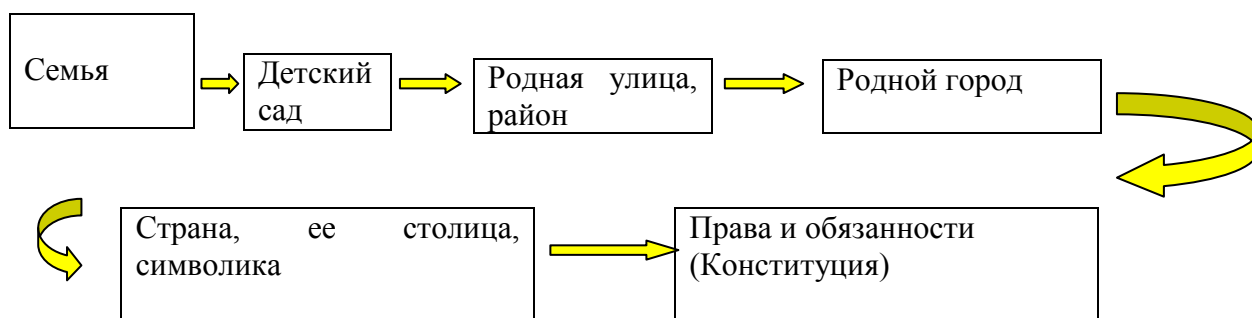 Семья
Детский
сад
Родная улица,
район
Родной город
Страна, ее столица,
символика
Права и обязанности
(Конституция)